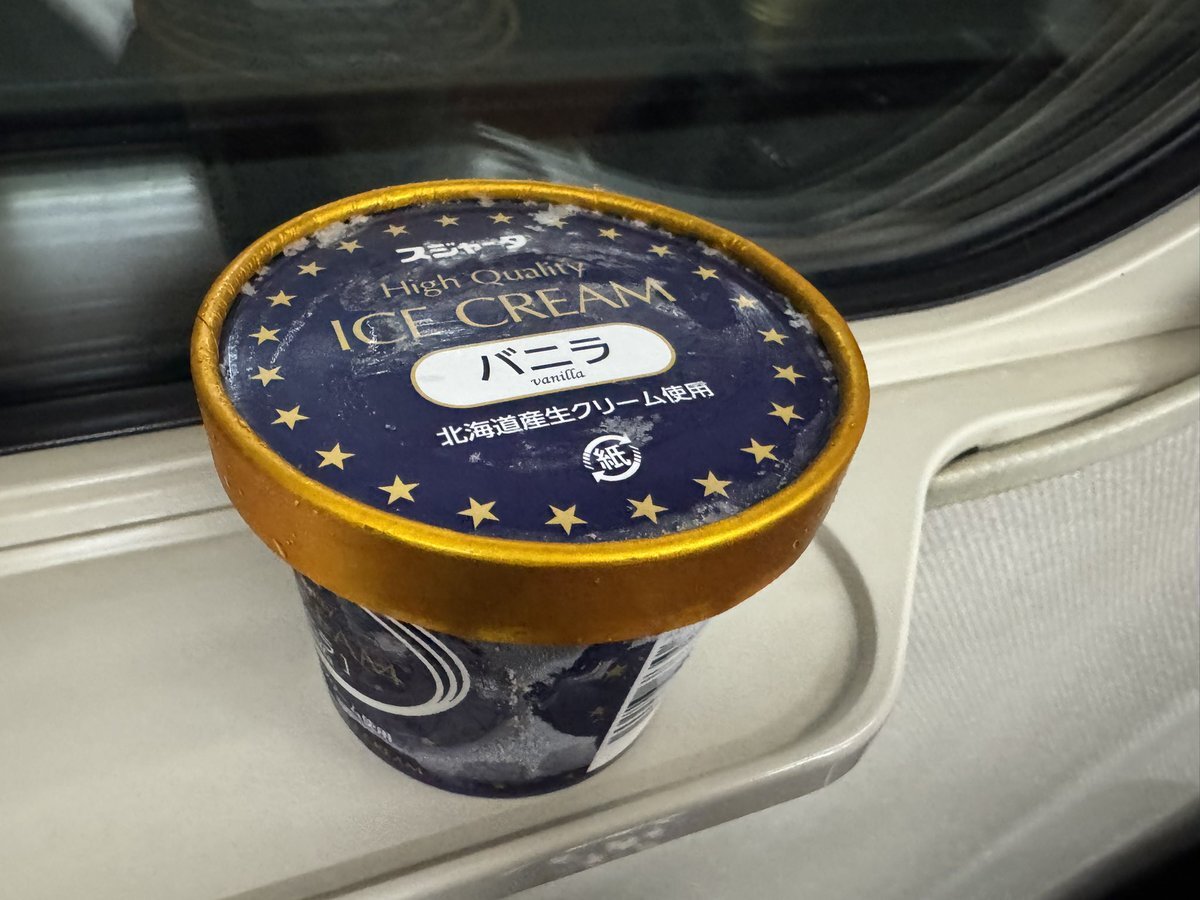 スジャータ
High Quality
ICE CREAM
バニラ
vanilla
北海道産生クリーム使用
紙